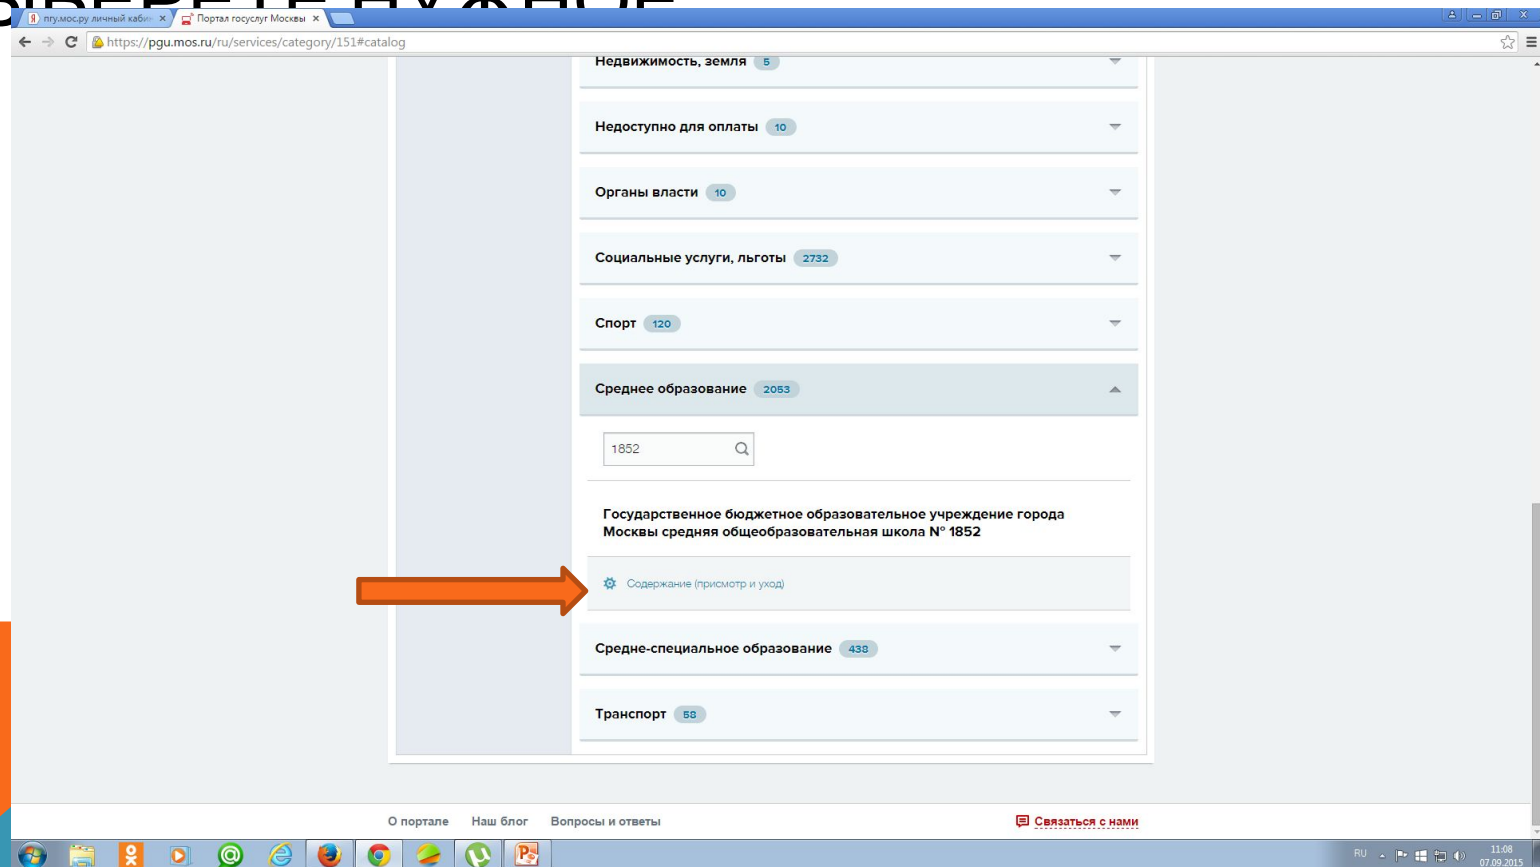 ВЫБЕРЕТЕ НУЖНОЕ
пгу.мос.ру личный кабин
Портал госуслуг Москвы
https://pgu.mos.ru/ru/services/category/151#catalog
Недвижимость, земля 5
Недоступно для оплаты 10
Органы власти 10
Социальные услуги, льготы 2732
Спорт 120
Среднее образование 2053
1852
Государственное бюджетное образовательное учреждение города
Москвы средняя общеобразовательная школа № 1852
Содержание (присмотр и уход)
Средне-специальное образование 438
Транспорт 58
О портале Наш блог Вопросы и ответы Связаться с нами
RU 11:08
07.09.2015